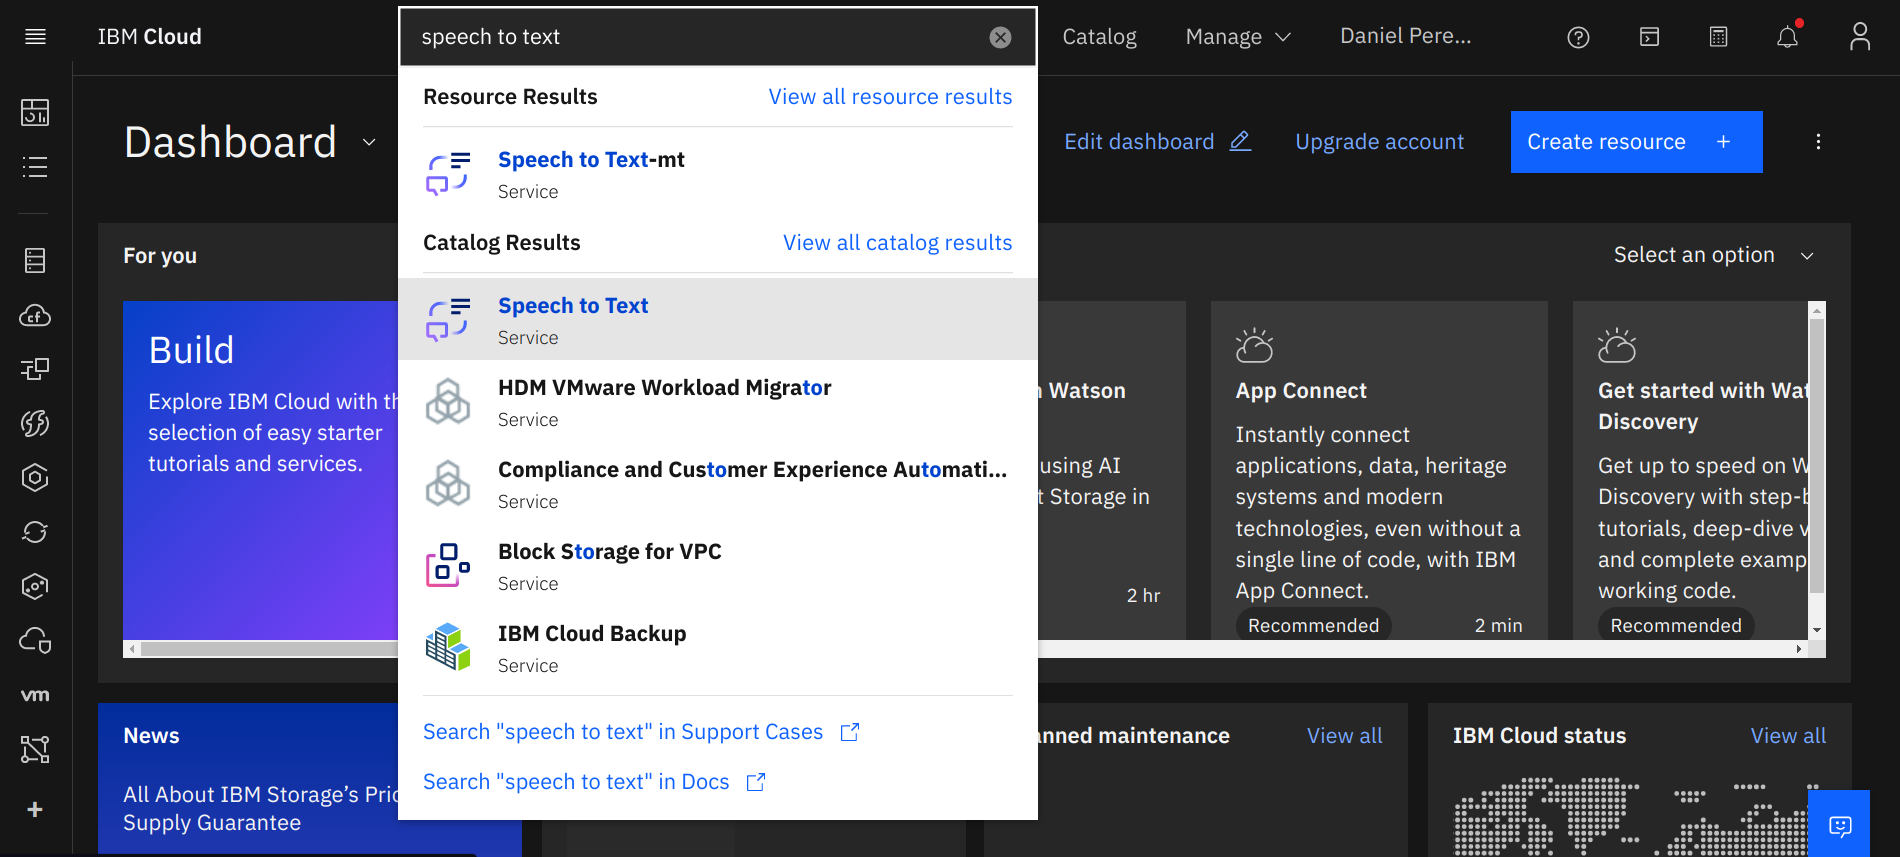 IBM Cloud
speech to text
Catalog
Manage
Daniel Pere...
Resource Results
View all resource results
Speech to Text-mt
Service
Catalog Results
View all catalog results
Speech to Text
Service
HDM VMware Workload Migrator
Service
Compliance and Customer Experience Automati...
Service
Block Storage for VPC
Service
IBM Cloud Backup
Service
Search "speech to text" in Support Cases
Search "speech to text" in Docs
Dashboard
Edit dashboard
Upgrade account
Create resource +
For you
Select an option
Build
Explore IBM Cloud with th
selection of easy starter
tutorials and services.
Watson
using AI
t Storage in
2 hr
App Connect
Instantly connect
applications, data, heritage
systems and modern
technologies, even without a
single line of code, with IBM
App Connect.
Recommended
2 min
Get started with Wat
Discovery
Get up to speed on W
Discovery with step-b
tutorials, deep-dive v
and complete examp
working code.
Recommended
cf
vm
News
All About IBM Storage’s Pric
Supply Guarantee
nned maintenance
View all
IBM Cloud status
View all